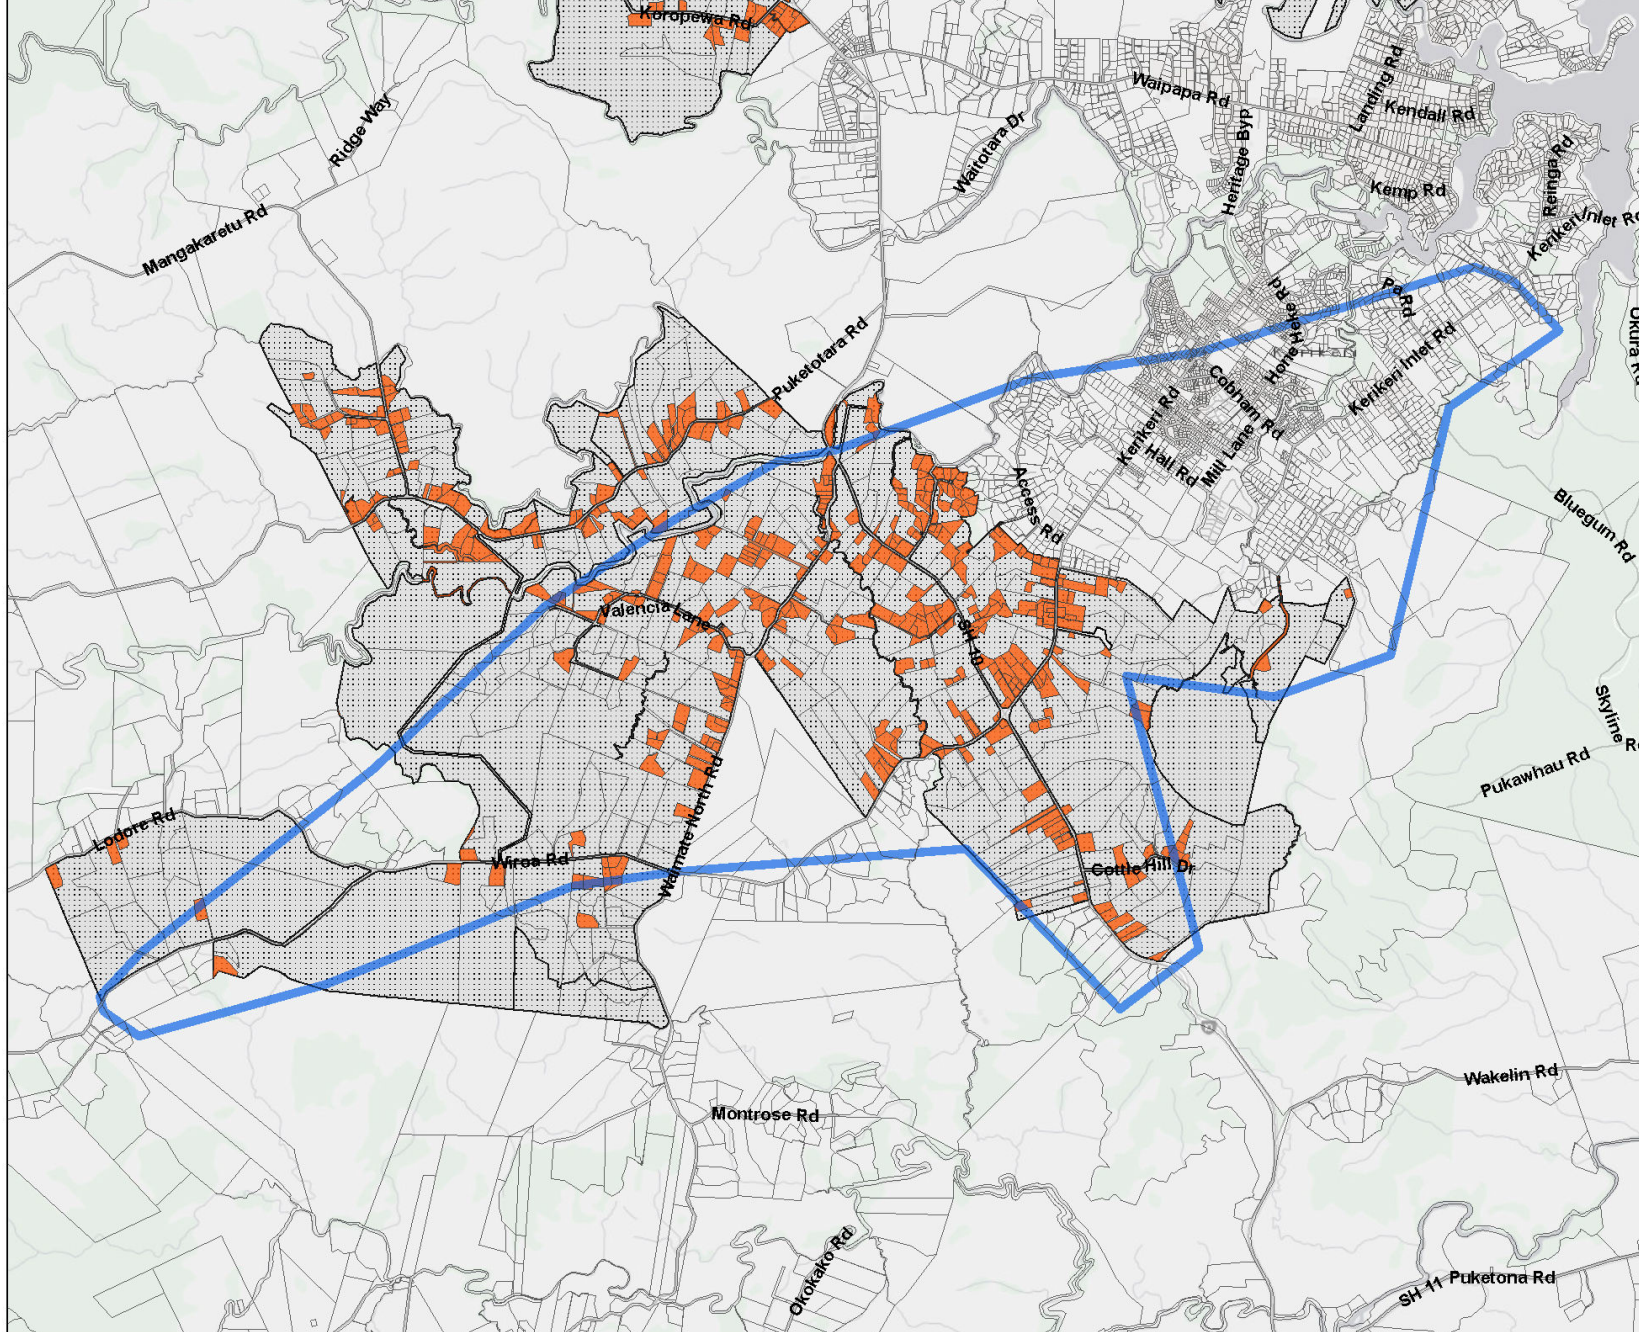 Koropewa Rd
Waipapa Rd
Landing Rd
Kendall Rd
Ridge Way
Waitotara Dr
Heritage Byp
Reinga Rd
Kemp Rd
Mangakaretu Rd
Kerikeri Inlet Rd
Pa Rd
Hone Heke Rd
Okura Rd
Puketotara Rd
Kerikeri Inlet Rd
Cobham Rd
Kerikeri Rd
Hall Rd
Mill Lane
Access Rd
Bluegum Rd
Valencia Lane
SH 10
Skyline Rd
Pukawhau Rd
Waimate North Rd
Lodore Rd
Wiroa Rd
Cottle Hill Dr
Wakelin Rd
Montrose Rd
Okokako Rd
SH 11
Puketona Rd